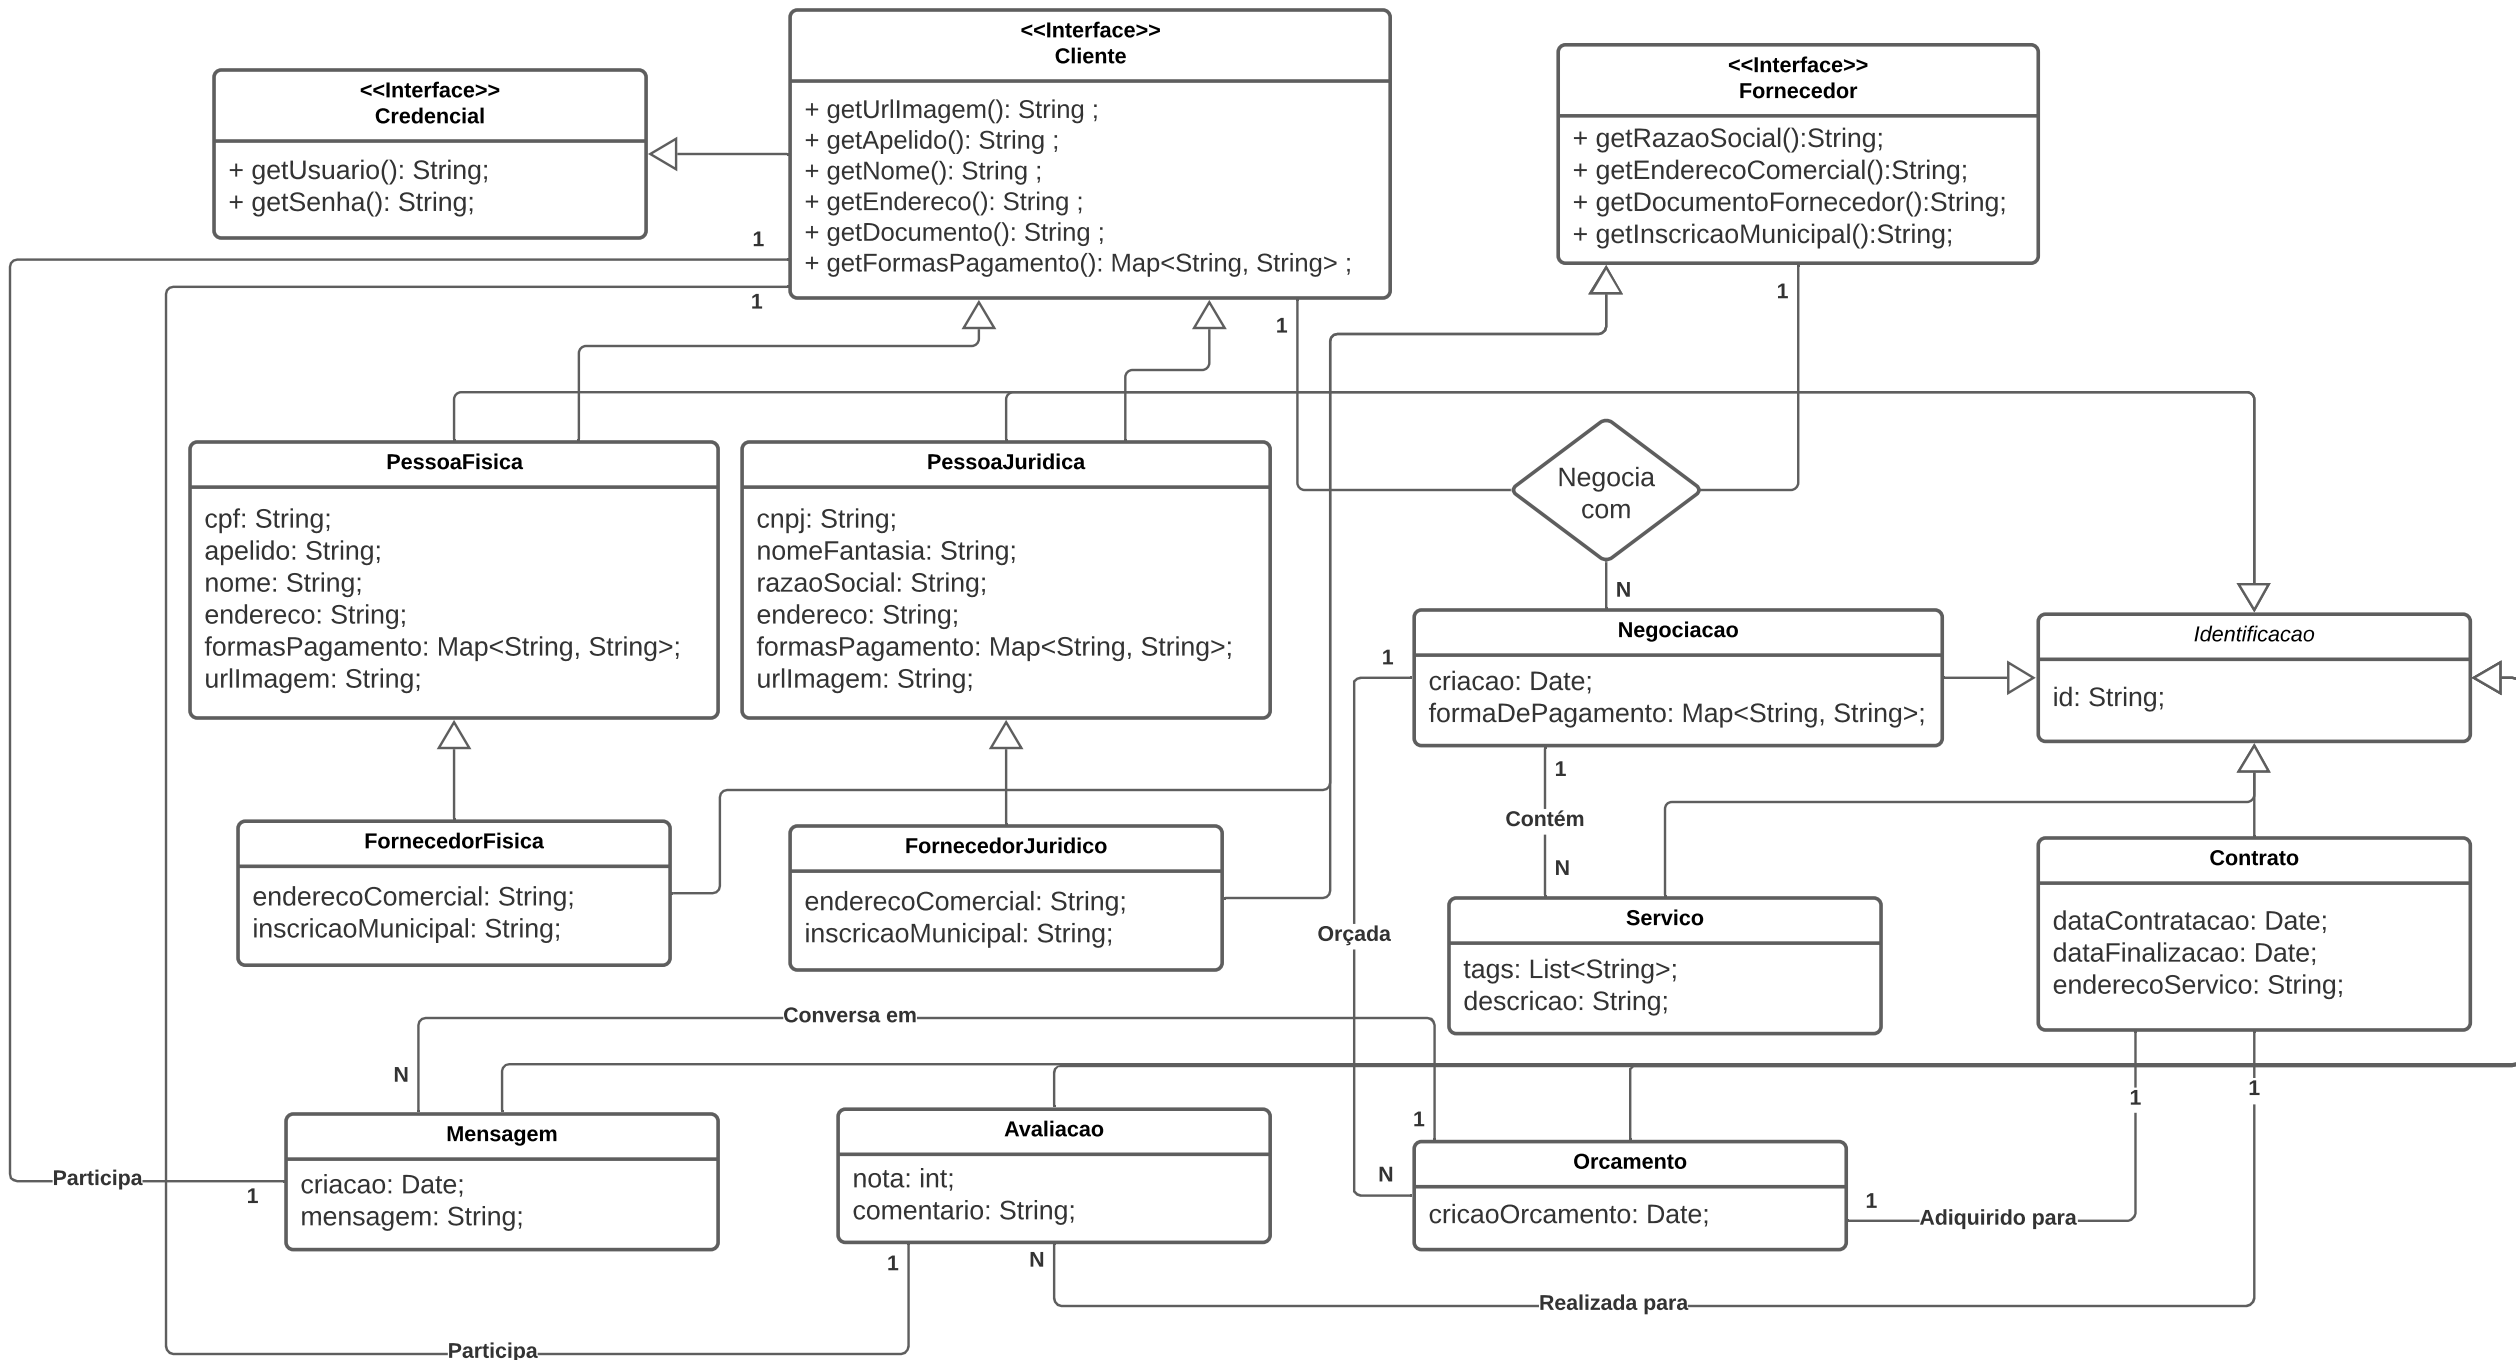 <<Interface>>
Credencial
+ getUsuario(): String;
+ getSenha(): String;
<<Interface>>
Cliente
+ getUrlImagem(): String ;
+ getApelido(): String ;
+ getNome(): String ;
+ getEndereco(): String ;
+ getDocumento(): String ;
+ getFormasPagamento(): Map<String, String> ;
<<Interface>>
Fornecedor
+ getRazaoSocial():String;
+ getEnderecoComercial():String;
+ getDocumentoFornecedor():String;
+ getInscricaoMunicipal():String;
1
1
1
1
PessoaFisica
cpf: String;
apelido: String;
nome: String;
endereco: String;
formasPagamento: Map<String, String>;
urlImagem: String;
PessoaJuridica
cnpj: String;
nomeFantasia: String;
razaoSocial: String;
endereco: String;
formasPagamento: Map<String, String>;
urlImagem: String;
Negocia
com
N
1
Negociacao
criacao: Date;
formaDePagamento: Map<String, String>;
Identificacao
id: String;
1
Contém
N
FornecedorFisica
enderecoComercial: String;
inscricaoMunicipal: String;
FornecedorJuridico
enderecoComercial: String;
inscricaoMunicipal: String;
Orçada
Servico
tags: List<String>;
descricao: String;
Contrato
dataContratacao: Date;
dataFinalizacao: Date;
enderecoServico: String;
Conversa em
N
1
1
1
Participa
1
Mensagem
criacao: Date;
mensagem: String;
Avaliacao
nota: int;
comentario: String;
N
Orcamento
cricaoOrcamento: Date;
1
Adiquirido para
1
N
Realizada para
Participa